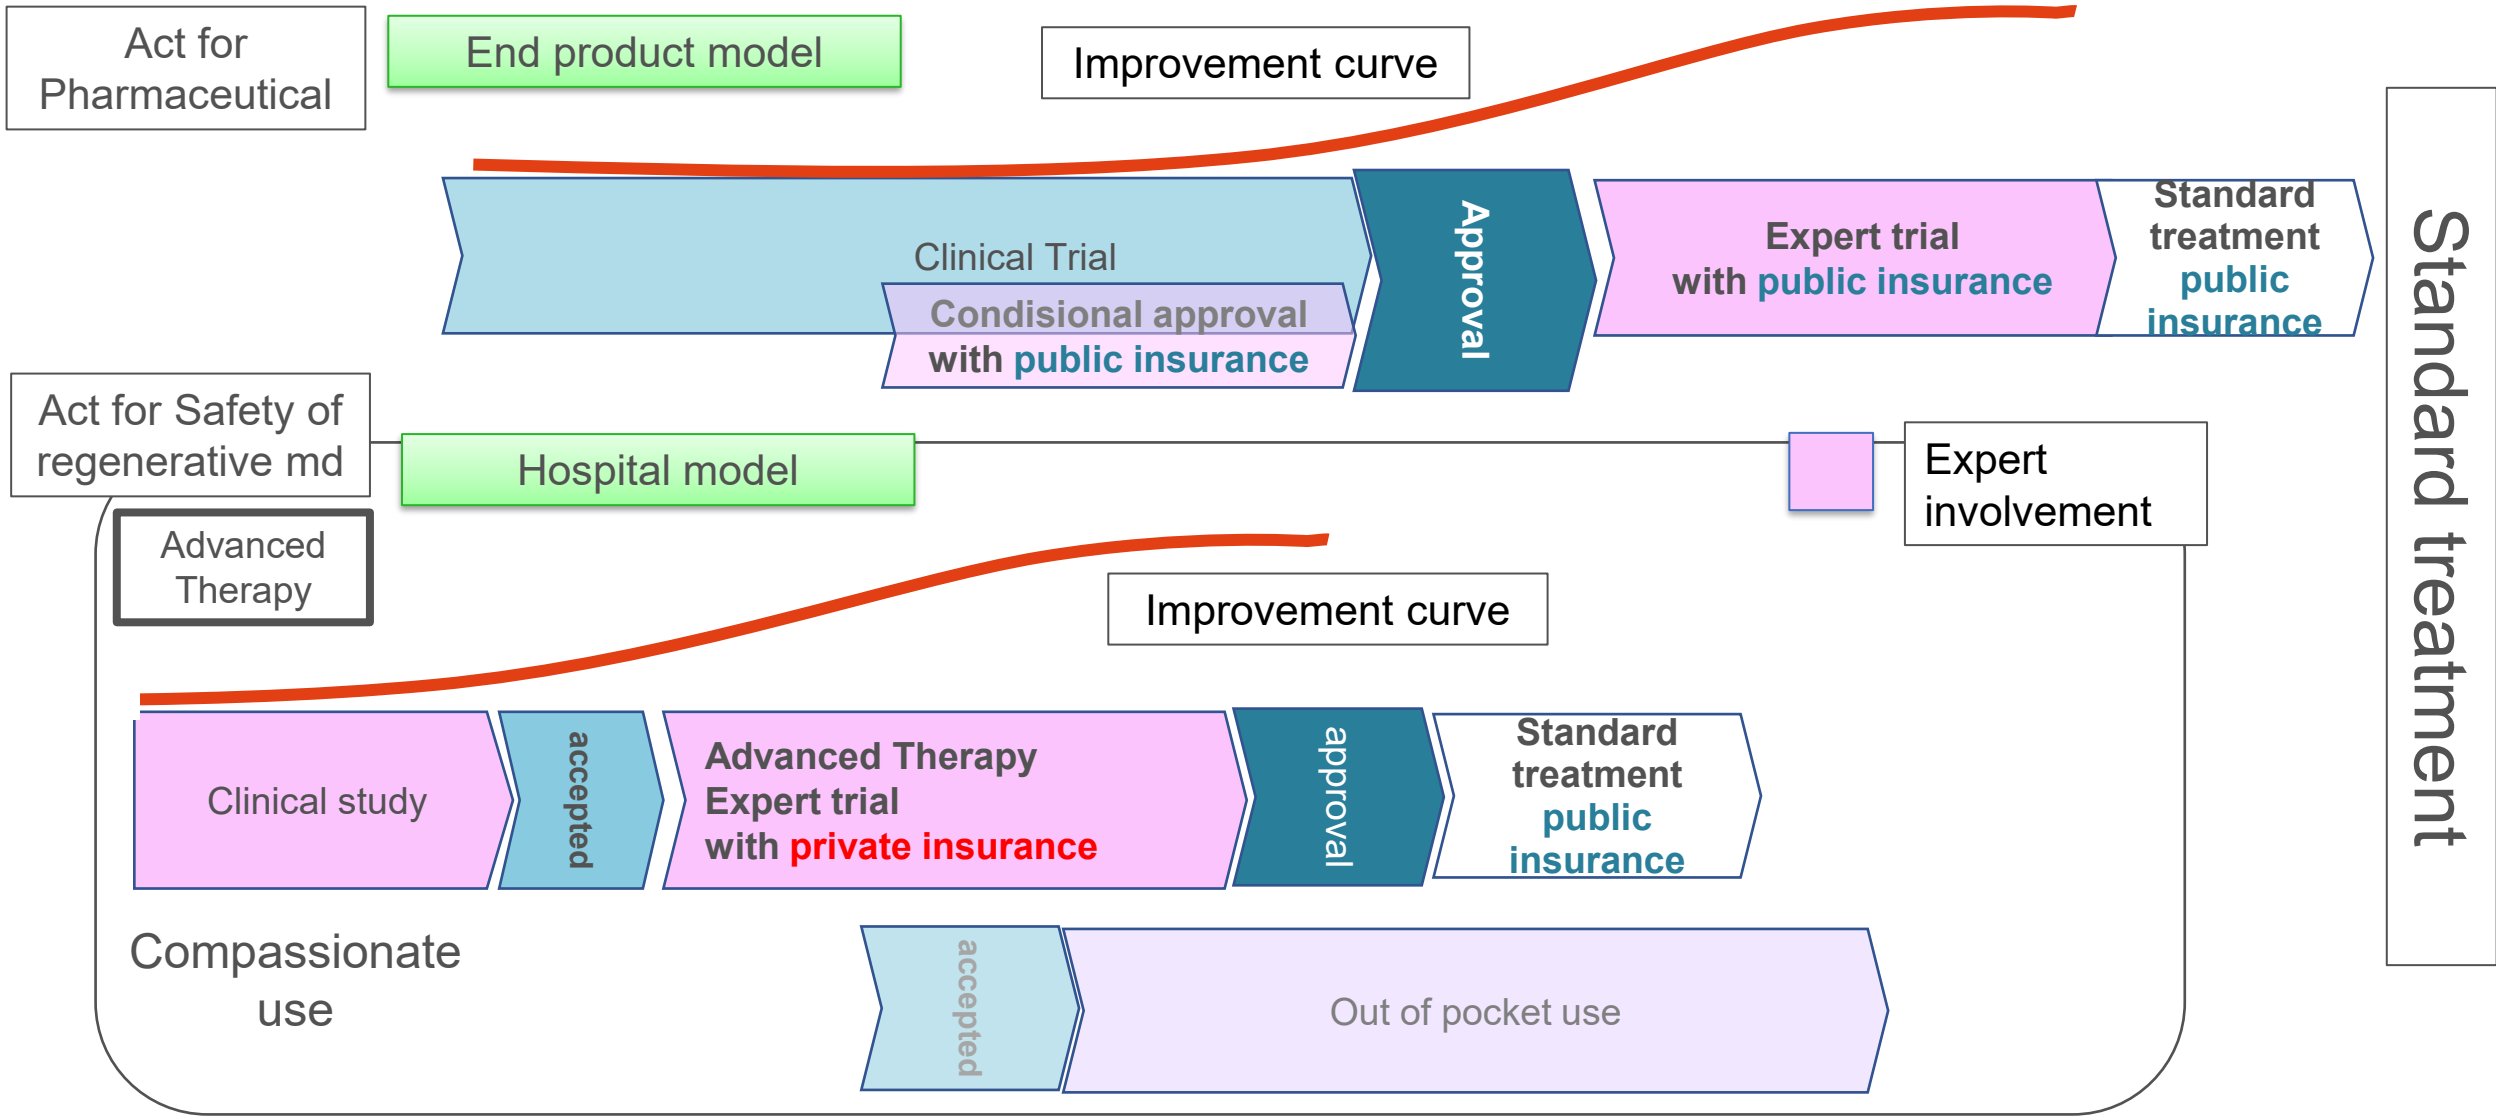 Act for
Pharmaceutical
End product model
Improvement curve
Clinical Trial
Condisional approval
with public insurance
Approval
Expert trial
with public insurance
Standard
treatment
public
insurance
Standard treatment
Act for Safety of
regenerative md
Hospital model
Expert
involvement
Advanced
Therapy
Improvement curve
Clinical study
accepted
Advanced Therapy
Expert trial
with private insurance
approval
Standard
treatment
public
insurance
Compassionate
use
accepted
Out of pocket use